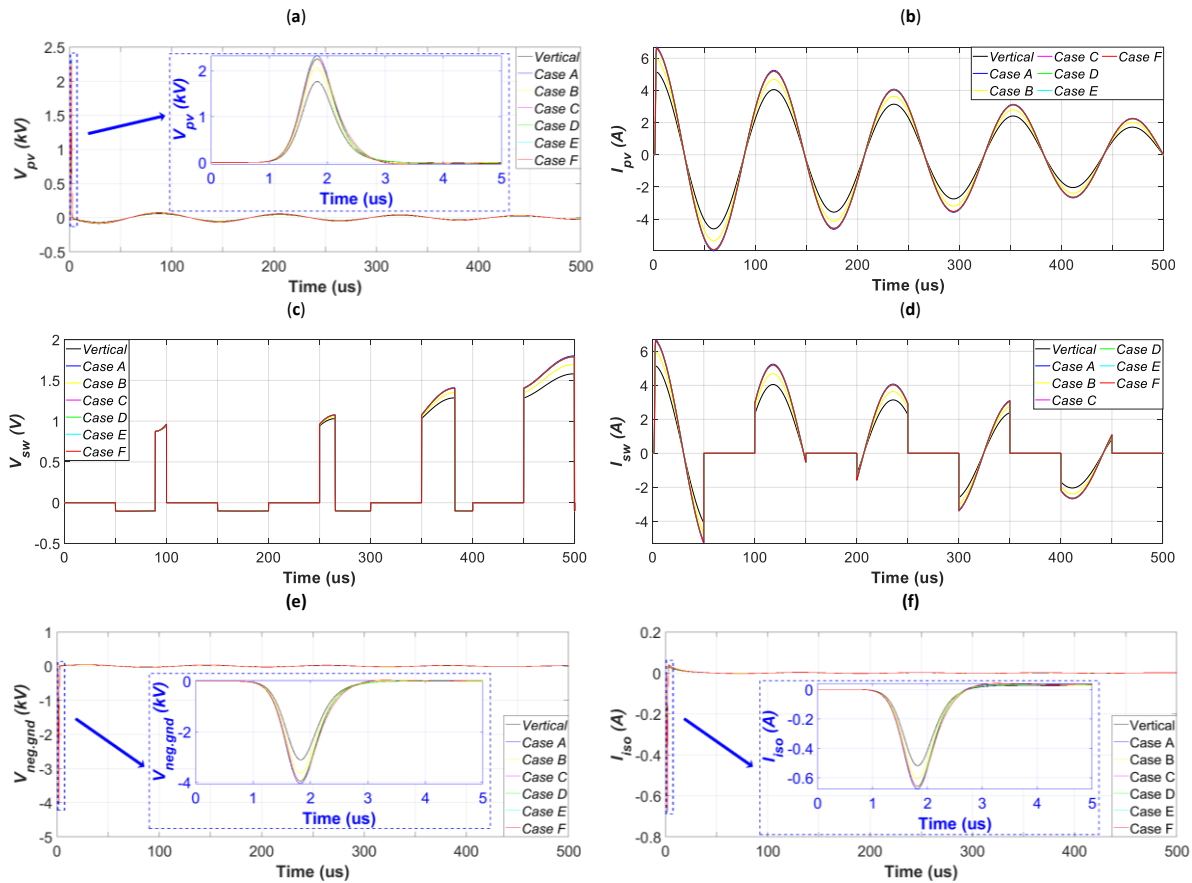 (a)
2.5
2
1.5
1
0.5
0
-0.5
V_pv (kV)
0 100 200 300 400 500
Time (us)
2
1
0
V_pv (kV)
0 1 2 3 4 5
Time (us)
Vertical
Case A
Case B
Case C
Case D
Case E
Case F
(b)
6
4
2
0
-2
-4
I_pv (A)
0 100 200 300 400 500
Time (us)
Vertical Case C Case F
Case A Case D
Case B Case E
(c)
2
1.5
1
0.5
0
-0.5
V_sw (V)
0 100 200 300 400 500
Time (us)
Vertical
Case A
Case B
Case C
Case D
Case E
Case F
(d)
6
4
2
0
-2
-4
I_sw (A)
0 100 200 300 400 500
Time (us)
Vertical Case D
Case A Case E
Case B Case F
Case C
(e)
1
0
-1
-2
-3
-4
-5
V_neg.gnd (kV)
0 100 200 300 400 500
Time (us)
0
-2
-4
V_neg.gnd (kV)
0 1 2 3 4 5
Time (us)
Vertical
Case A
Case B
Case C
Case D
Case E
Case F
(f)
0.2
0
-0.2
-0.4
-0.6
-0.8
I_iso (A)
0 100 200 300 400 500
Time (us)
0
-0.2
-0.4
-0.6
I_iso (A)
0 1 2 3 4 5
Time (us)
Vertical
Case A
Case B
Case C
Case D
Case E
Case F